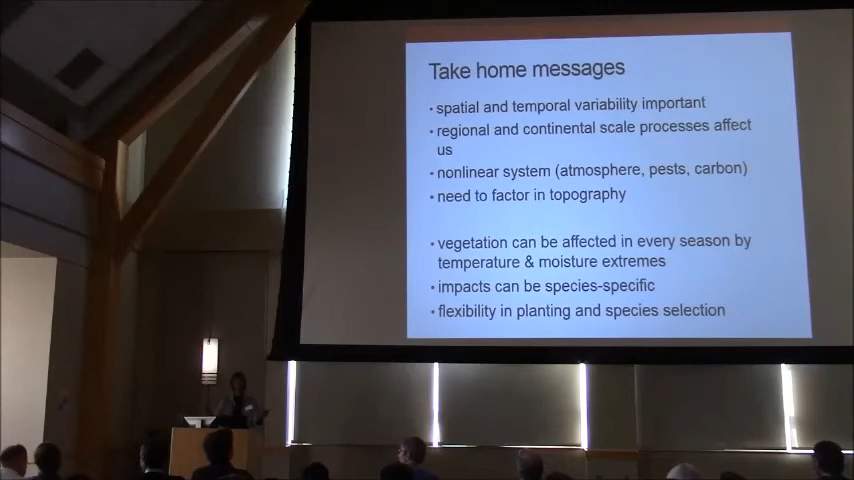 Take home messages
• spatial and temporal variability important
• regional and continental scale processes affect
us
• nonlinear system (atmosphere, pests, carbon)
• need to factor in topography
• vegetation can be affected in every season by
temperature & moisture extremes
• impacts can be species-specific
• flexibility in planting and species selection